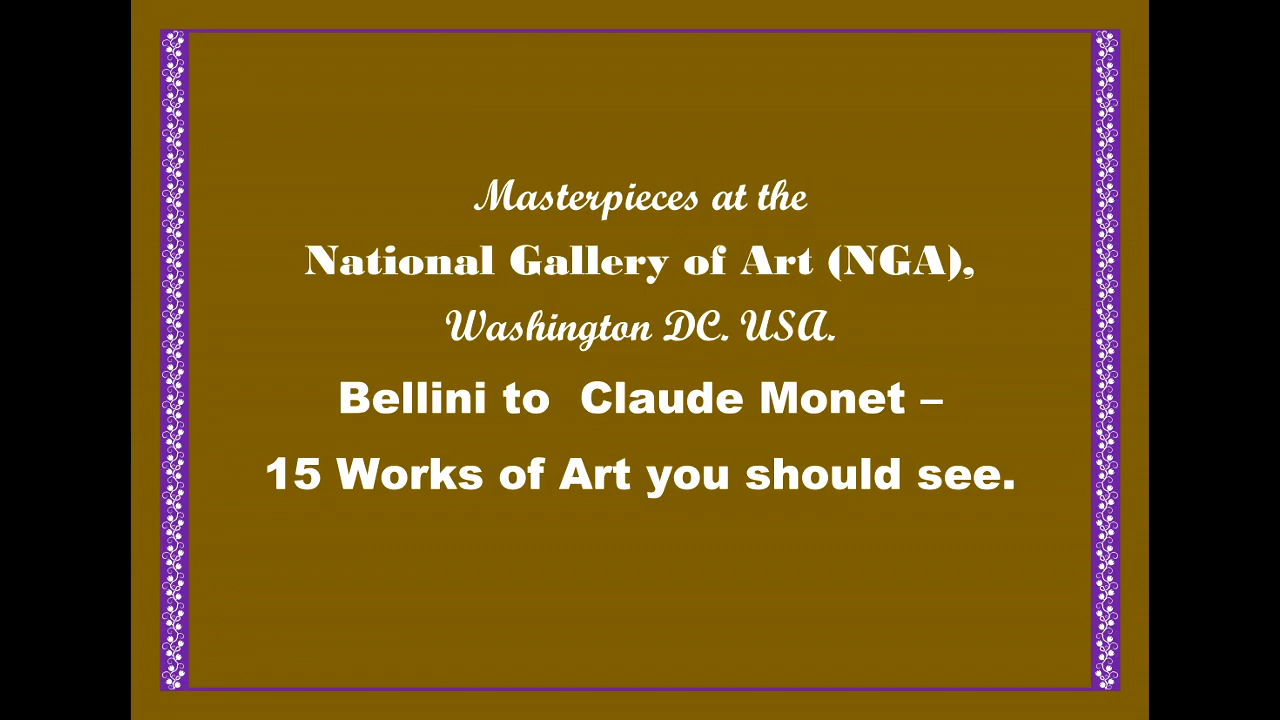 Masterpieces at the
National Gallery of Art (NGA),
Washington DC. USA.
Bellini to  Claude Monet –
15 Works of Art you should see.